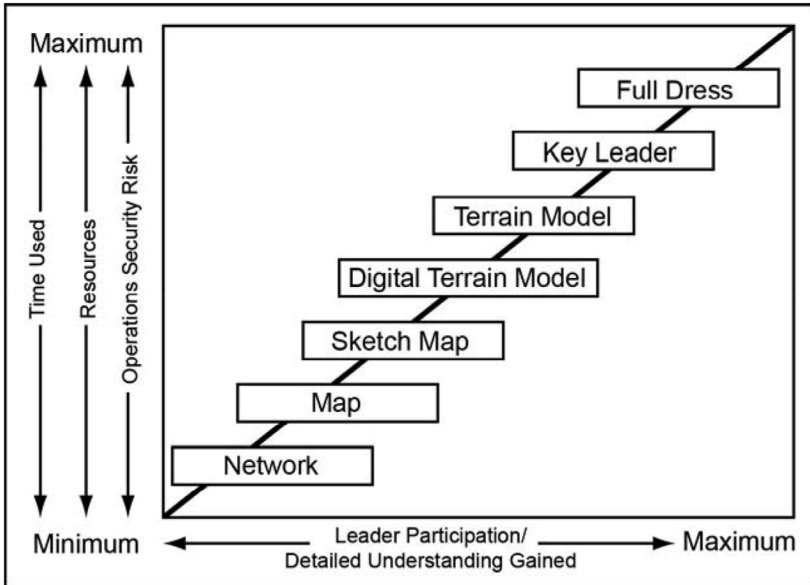 Maximum
Full Dress
Key Leader
Terrain Model
Digital Terrain Model
Sketch Map
Map
Network
Time Used
Resources
Operations Security Risk
Minimum
Leader Participation/
Detailed Understanding Gained
Maximum